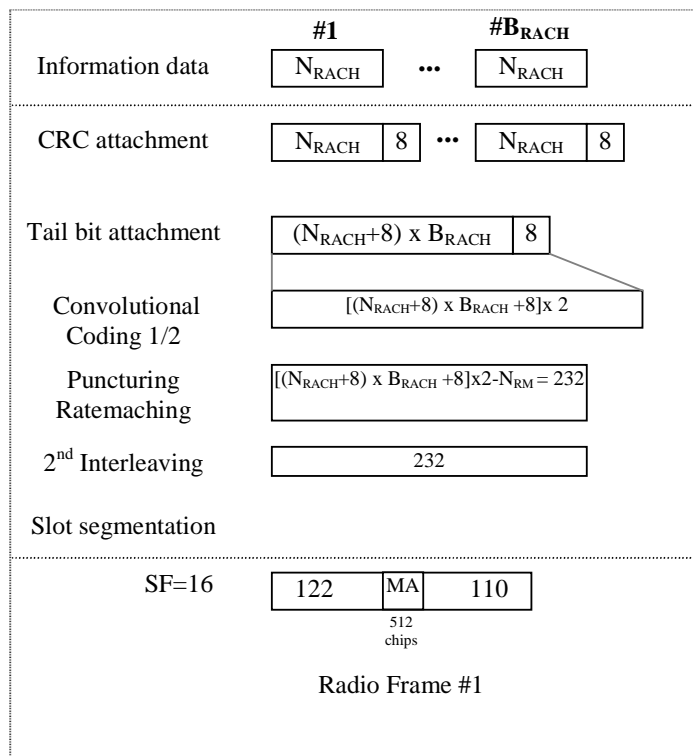 #1 #B_RACH
Information data N_RACH ••• N_RACH
CRC attachment N_RACH 8 ••• N_RACH 8
Tail bit attachment (N_RACH+8) x B_RACH 8
Convolutional
Coding 1/2
[(N_RACH+8) x B_RACH +8]x 2
Puncturing
Ratemaching
[(N_RACH+8) x B_RACH +8]x2-N_RM = 232
2nd Interleaving 232
Slot segmentation
SF=16 122 MA 110
512
chips
Radio Frame #1